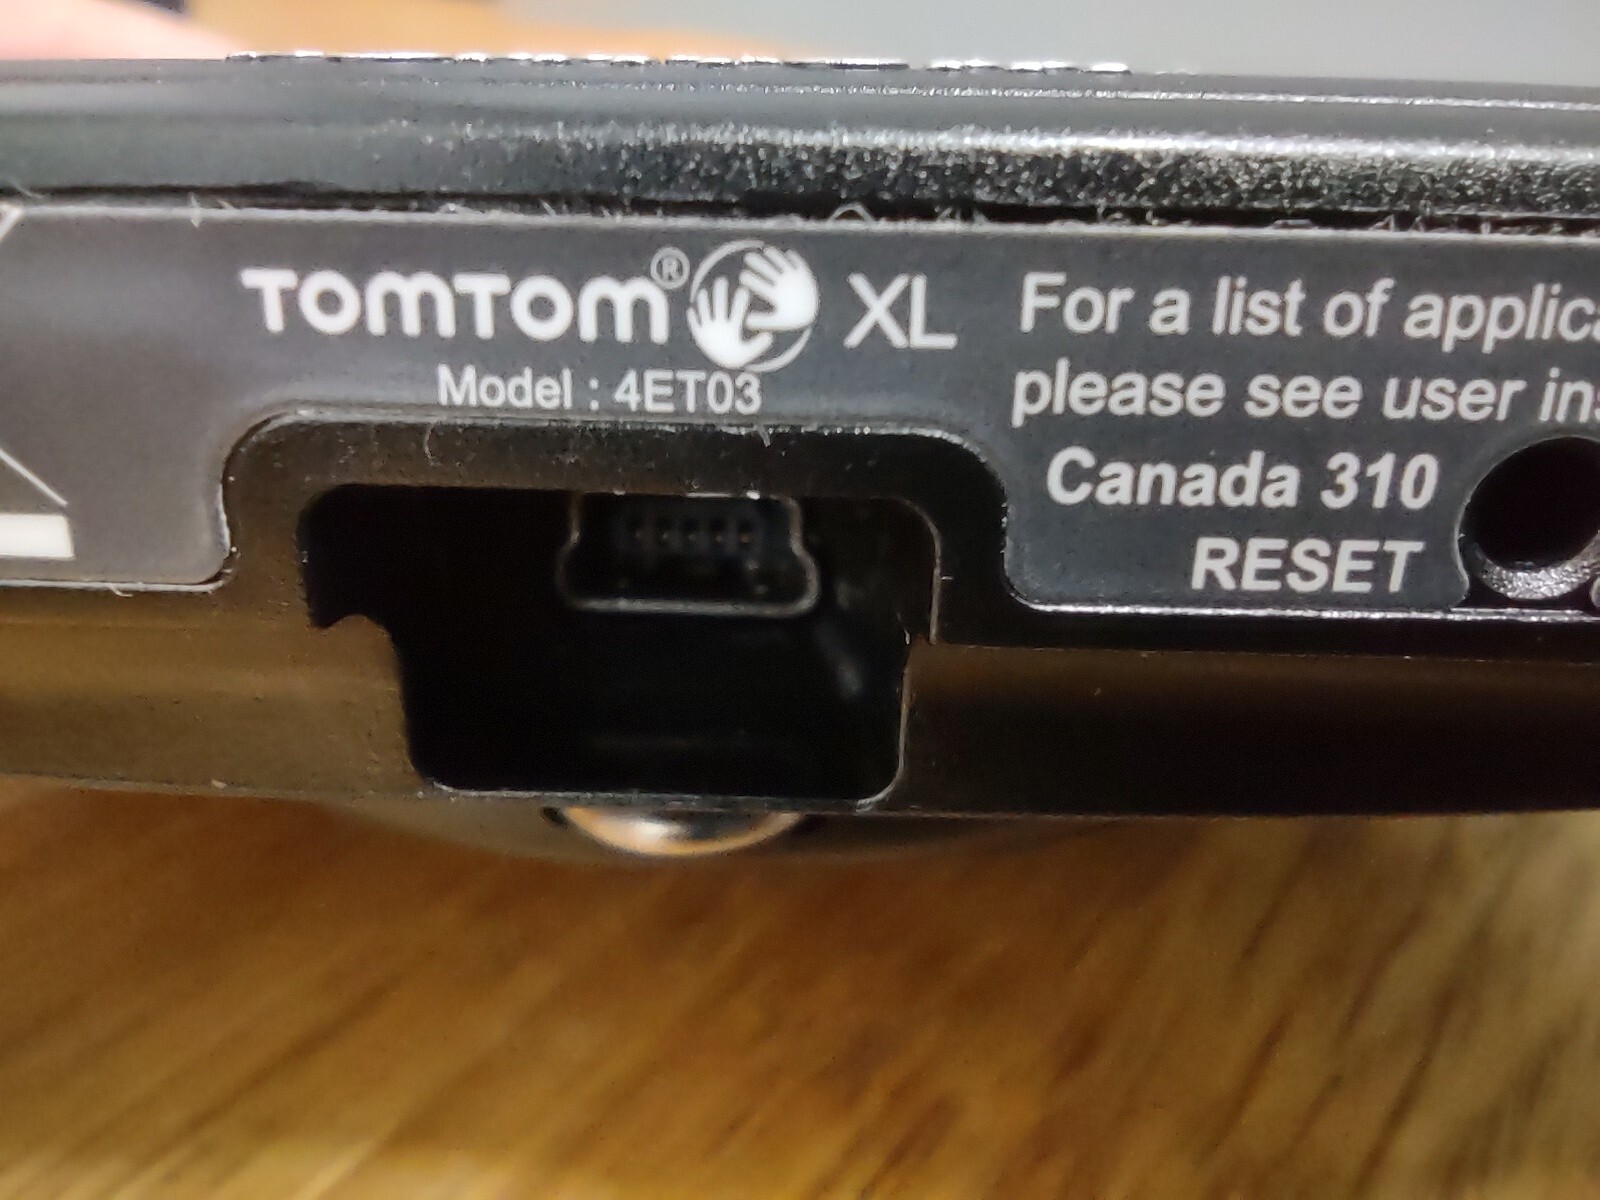 TOMTOM® XL
Model : 4ET03
For a list of
please see user
Canada 310
RESET